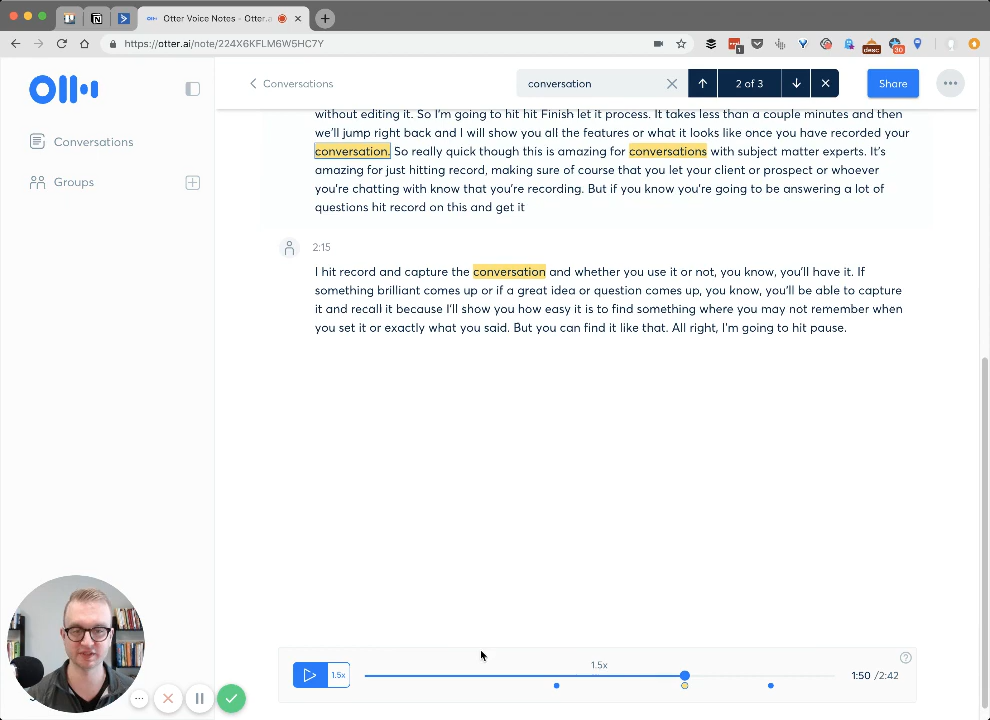 Otter Voice Notes - Otter.a
https://otter.ai/note/224X6KFLM6W5HC7Y
1
desc
30
Conversations
conversation
2 of 3
Share
Conversations
Groups
without editing it. So I'm going to hit hit Finish let it process. It takes less than a couple minutes and then
we'll jump right back and I will show you all the features or what it looks like once you have recorded your
conversation. So really quick though this is amazing for conversations with subject matter experts. It's
amazing for just hitting record, making sure of course that you let your client or prospect or whoever
you're chatting with know that you're recording. But if you know you're going to be answering a lot of
questions hit record on this and get it
2:15
I hit record and capture the conversation and whether you use it or not, you know, you'll have it. If
something brilliant comes up or if a great idea or question comes up, you know, you'll be able to capture
it and recall it because I'll show you how easy it is to find something where you may not remember when
you set it or exactly what you said. But you can find it like that. All right, I'm going to hit pause.
1.5x
1.5x
1:50 / 2:42